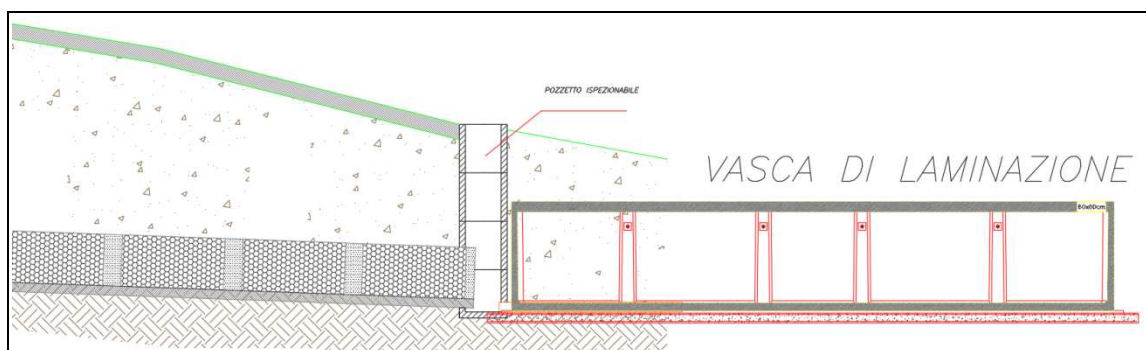 POZZETTO ISPEZIONABILE
VASCA DI LAMINAZIONE
60x60cm